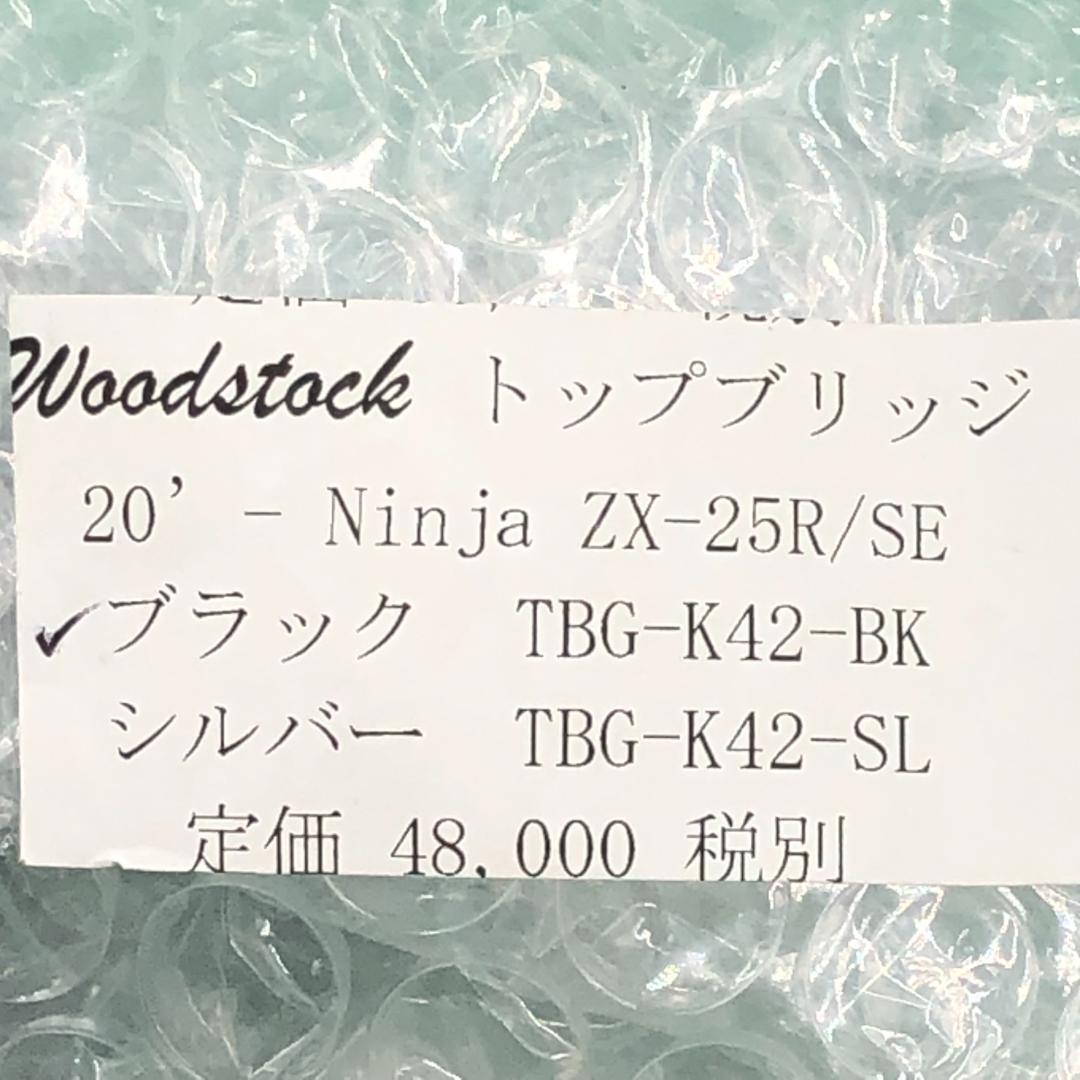 Woodstock トップブリッジ
20' - Ninja ZX-25R/SE
✓ブラック TBG-K42-BK
シルバー TBG-K42-SL
定価 48,000 税別